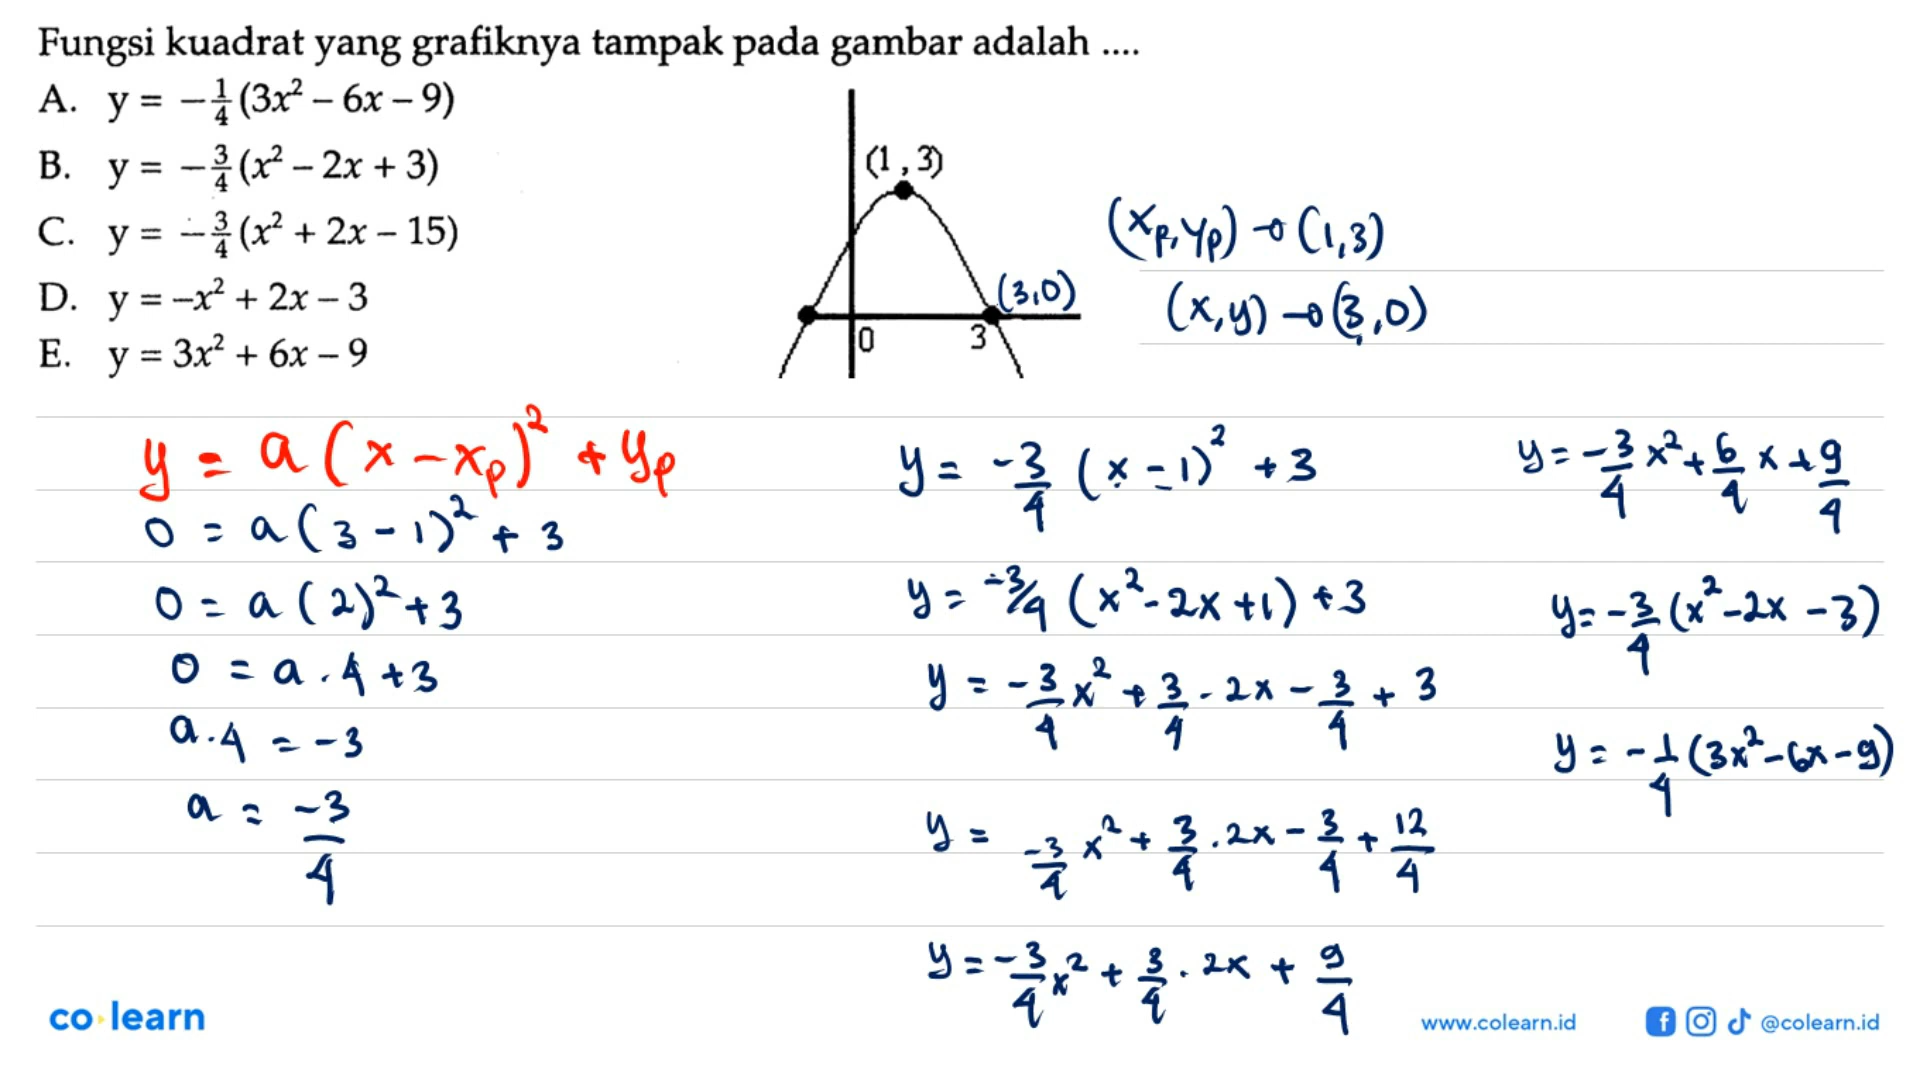 Fungsi kuadrat yang grafiknya tampak pada gambar adalah ....
A. y = -1/4 (3x² – 6x – 9)
B. y = -3/4 (x² – 2x + 3)
C. y = -3/4 (x² + 2x – 15)
D. y = –x² + 2x – 3
E. y = 3x² + 6x – 9
(1, 3)
(3,0)
0
3
(xp, yp) → (1,3)
(x,y) → (3,0)
y = a(x - xp)² + yp
0 = a(3 - 1)² + 3
0 = a(2)² + 3
0 = a . 4 + 3
a . 4 = -3
a = -3/4
y = -3/4 (x - 1)² + 3
y = -3/4 (x² - 2x + 1) + 3
y = -3/4 x² + 3/4 . 2x - 3/4 + 3
y = -3/4 x² + 3/4 . 2x - 3/4 + 12/4
y = -3/4 x² + 3/4 . 2x + 9/4
y = -3/4 x² + 6/4 x + 9/4
y = -3/4 (x² - 2x - 3)
y = -1/4 (3x² - 6x - 9)
co learn
www.colearn.id
@colearn.id